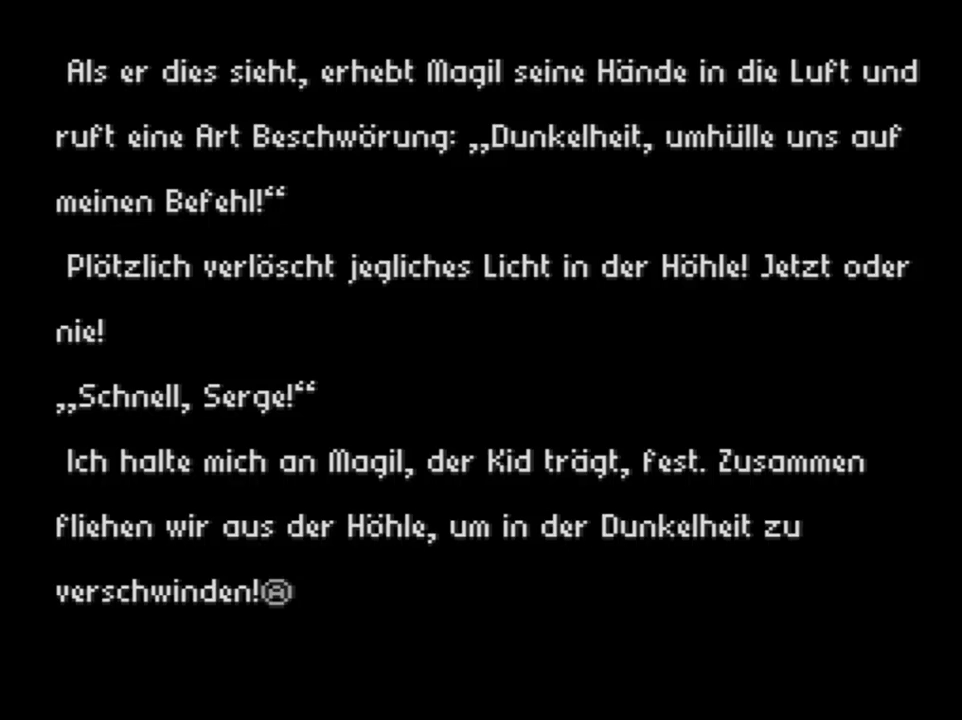 Als er dies sieht, erhebt Magil seine Hände in die Luft und
ruft eine Art Beschwörung: „Dunkelheit, umhülle uns auf
meinen Befehl!“
Plötzlich verlöscht jegliches Licht in der Höhle! Jetzt oder
nie!
„Schnell, Serge!“
Ich halte mich an Magil, der Kid trägt, fest. Zusammen
fliehen wir aus der Höhle, um in der Dunkelheit zu
verschwinden!Ⓐ